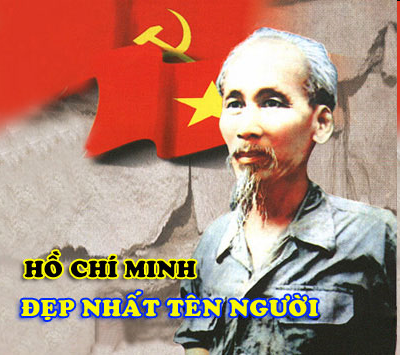 HỒ CHÍ MINH
ĐẸP NHẤT TÊN NGƯỜI